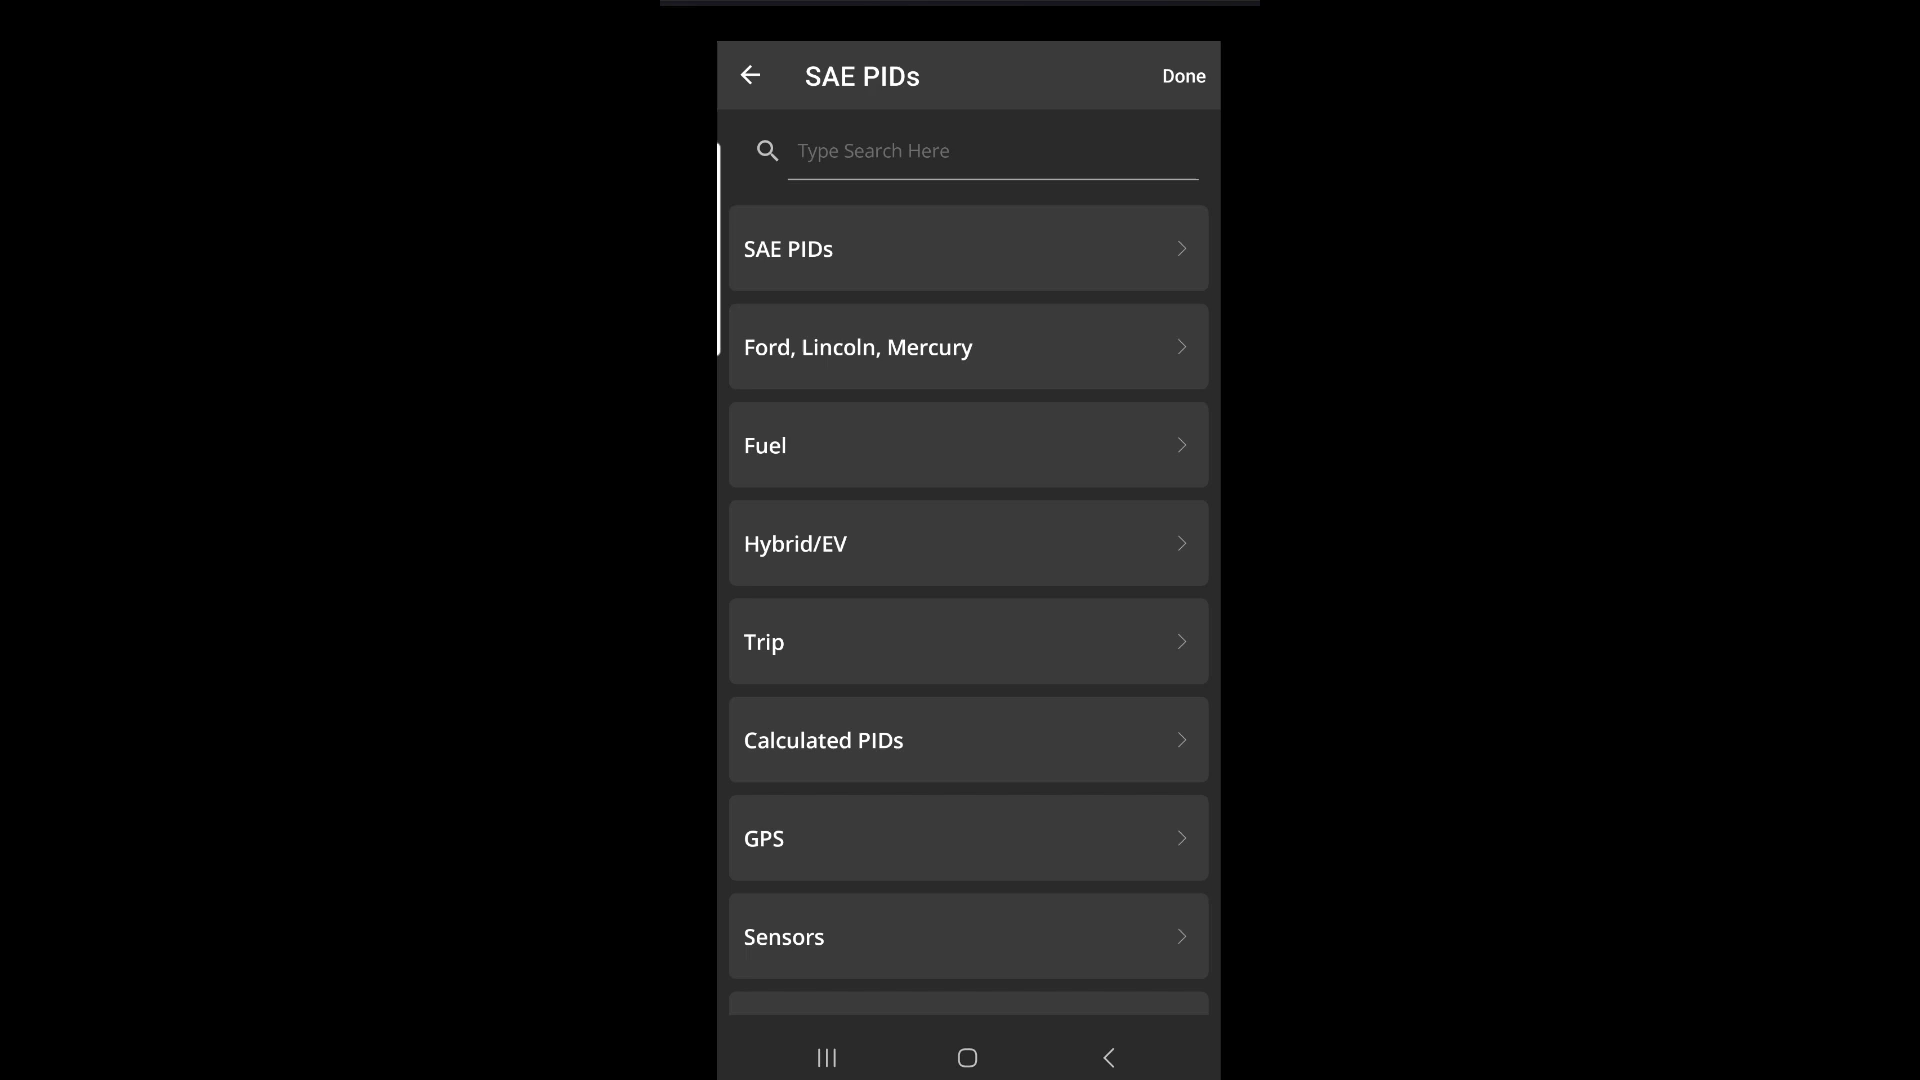 SAE PIDs
Done
Type Search Here
SAE PIDs
Ford, Lincoln, Mercury
Fuel
Hybrid/EV
Trip
Calculated PIDs
GPS
Sensors